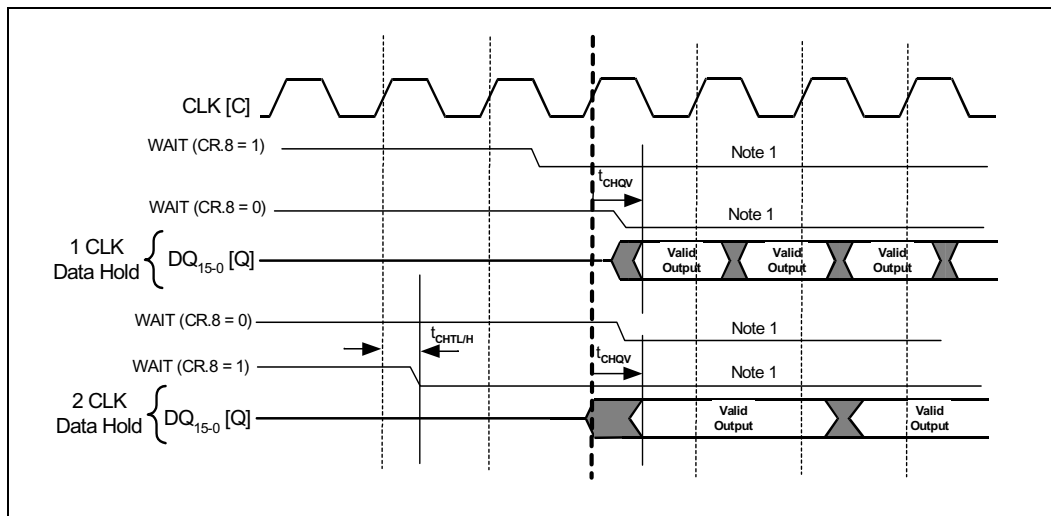 CLK [C]
WAIT (CR.8 = 1)
Note 1
tCHQV
WAIT (CR.8 = 0)
Note 1
1 CLK
Data Hold
DQ15-0 [Q]
Valid
Output
Valid
Output
Valid
Output
WAIT (CR.8 = 0)
tCHTL/H
Note 1
tCHQV
WAIT (CR.8 = 1)
Note 1
2 CLK
Data Hold
DQ15-0 [Q]
Valid
Output
Valid
Output